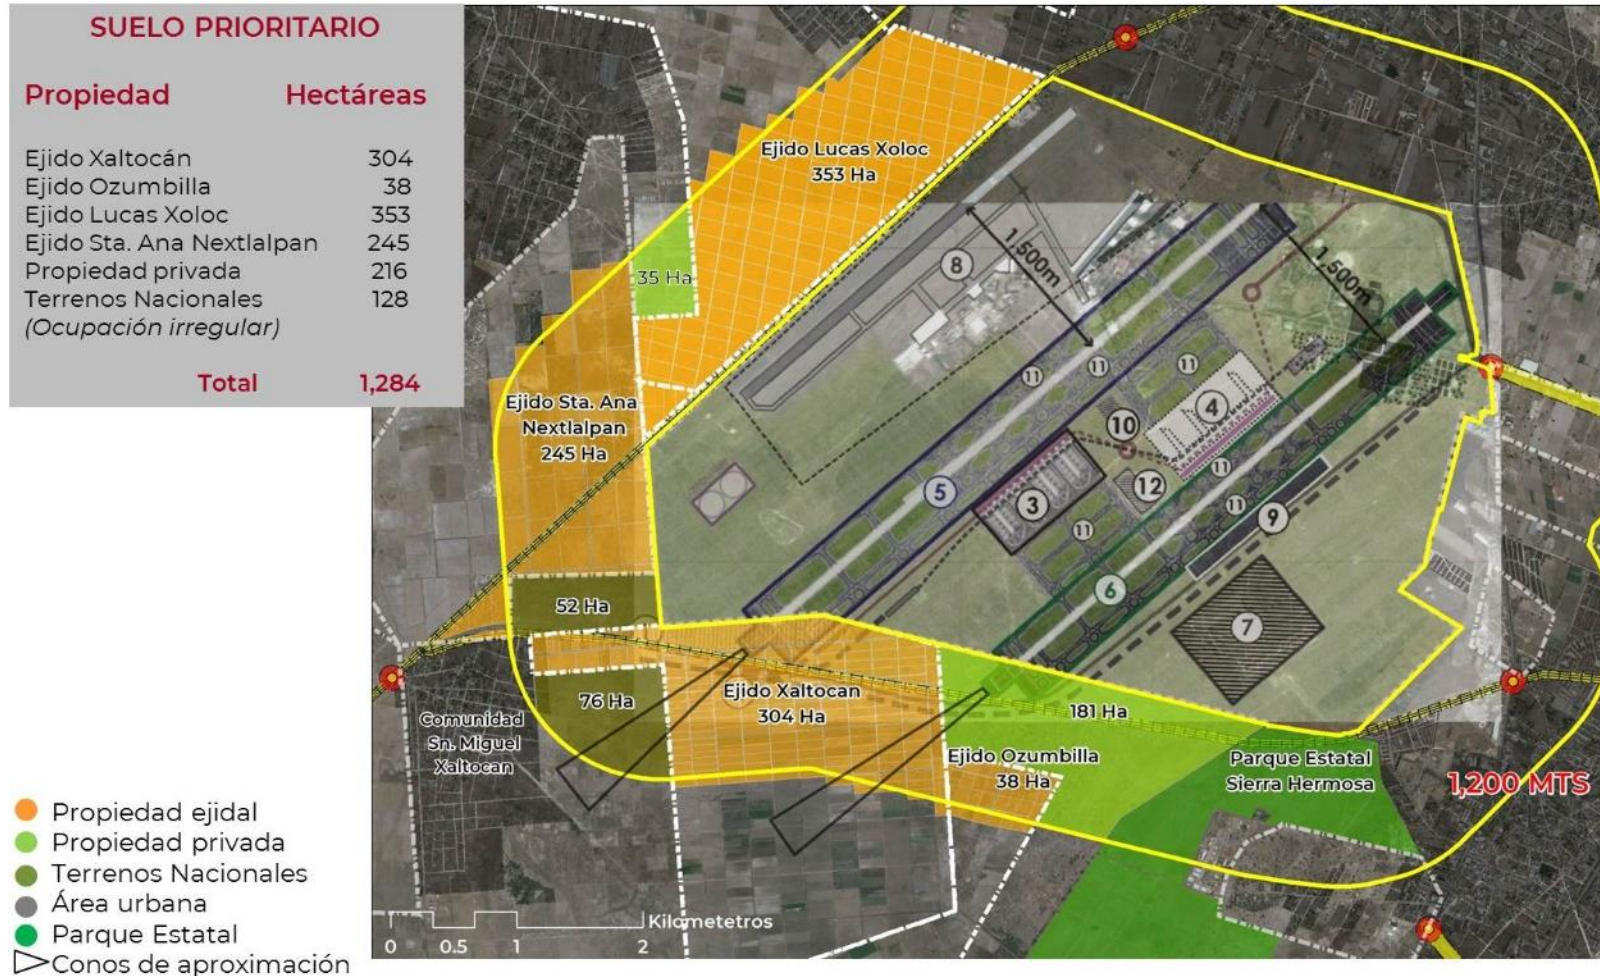 SUELO PRIORITARIO
Propiedad Hectáreas
Ejido Xaltocán 304
Ejido Ozumbilla 38
Ejido Lucas Xoloc 353
Ejido Sta. Ana Nextlalpan 245
Propiedad privada 216
Terrenos Nacionales 128
(Ocupación irregular)
Total 1,284
Ejido Lucas Xoloc
353 Ha
35 Ha
8
1,500m
1,500m
Ejido Sta. Ana
Nextlalpan
245 Ha
11
11
11
4
10
5
3
12
11
11
11
9
6
7
52 Ha
76 Ha
Ejido Xaltocan
304 Ha
181 Ha
Comunidad
Sn. Miguel
Xaltocan
Ejido Ozumbilla
38 Ha
Parque Estatal
Sierra Hermosa
1,200 MTS
Propiedad ejidal
Propiedad privada
Terrenos Nacionales
Área urbana
Parque Estatal
Conos de aproximación
Kilometetros
0 0.5 1 2